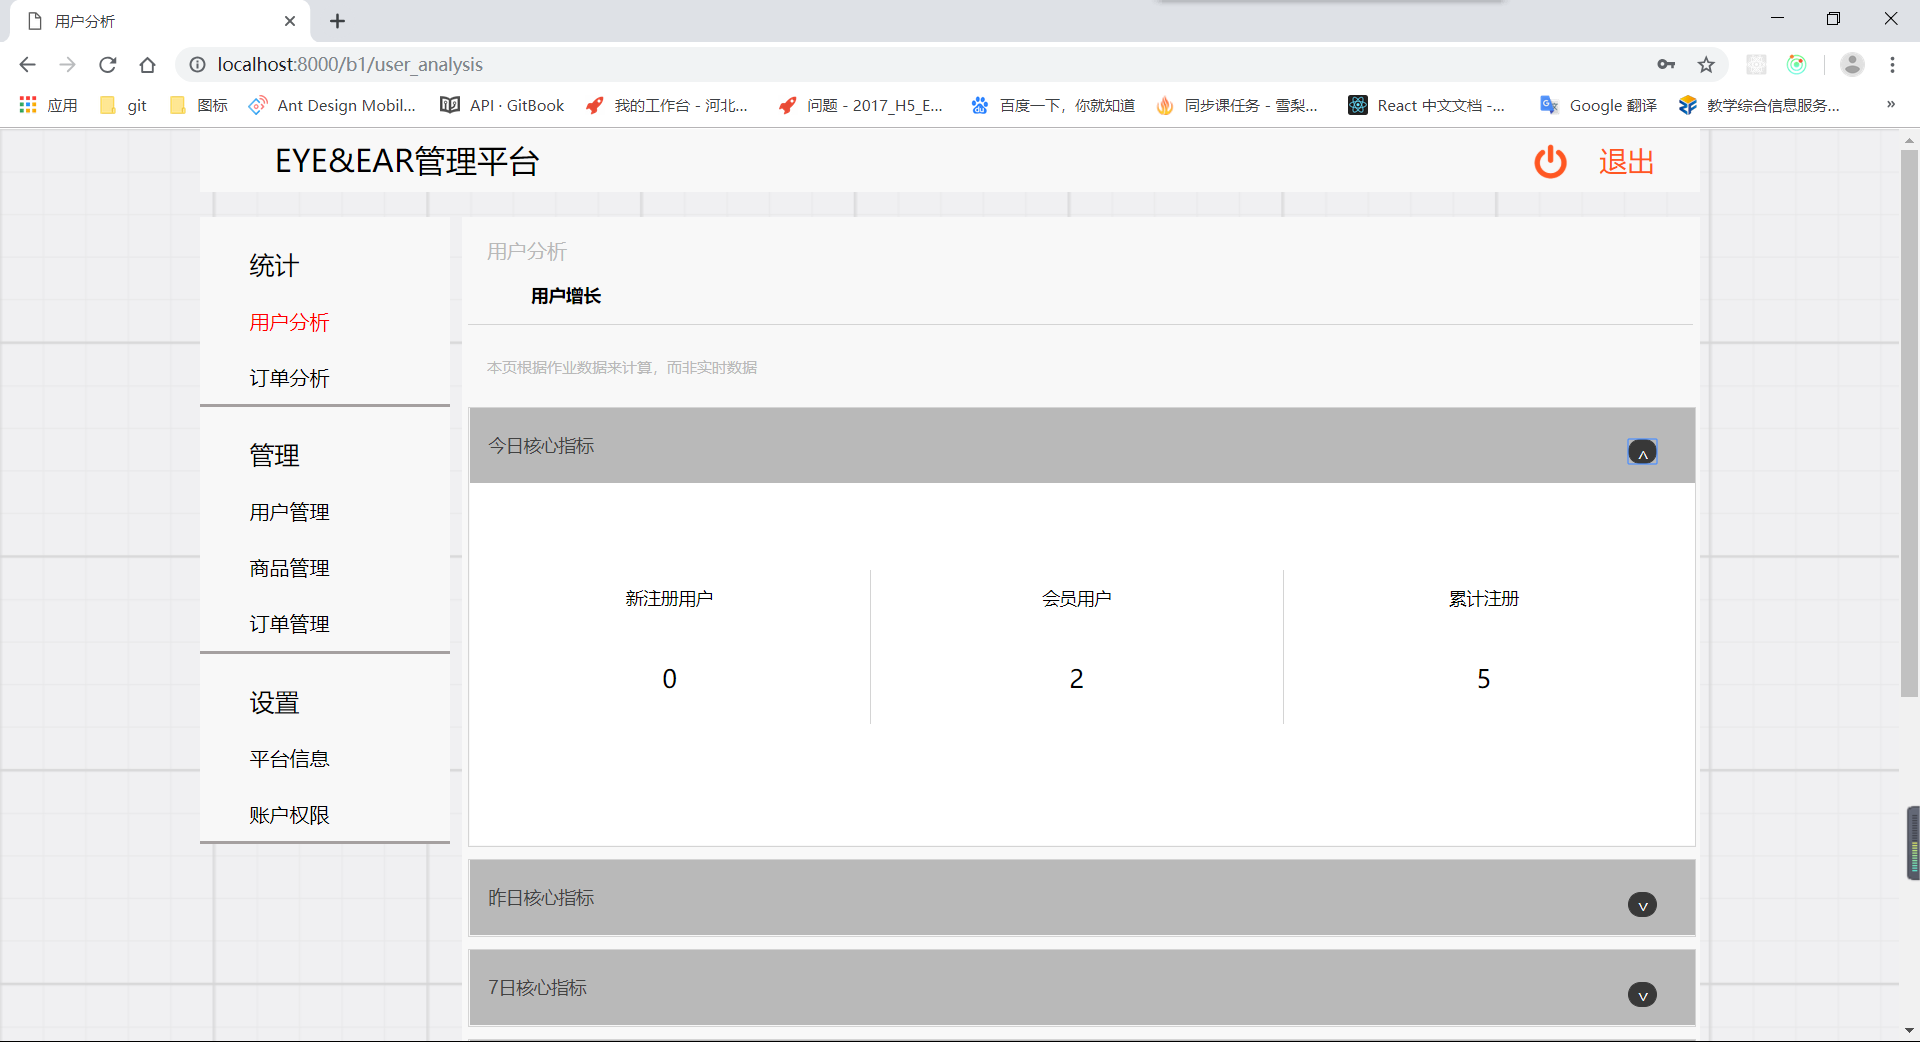 用户分析
localhost:8000/b1/user_analysis
应用 git 图标 Ant Design Mobil... API · GitBook 我的工作台 - 河北... 问题 - 2017_H5_E... 百度一下，你就知道 同步课任务 - 雪梨... React 中文文档 -... Google 翻译 教学综合信息服务... »
EYE&EAR管理平台 退出
统计
用户分析
订单分析
管理
用户管理
商品管理
订单管理
设置
平台信息
账户权限
用户分析
用户增长
本页根据作业数据来计算，而非实时数据
今日核心指标 ^
新注册用户 会员用户 累计注册
0 2 5
昨日核心指标 v
7日核心指标 v